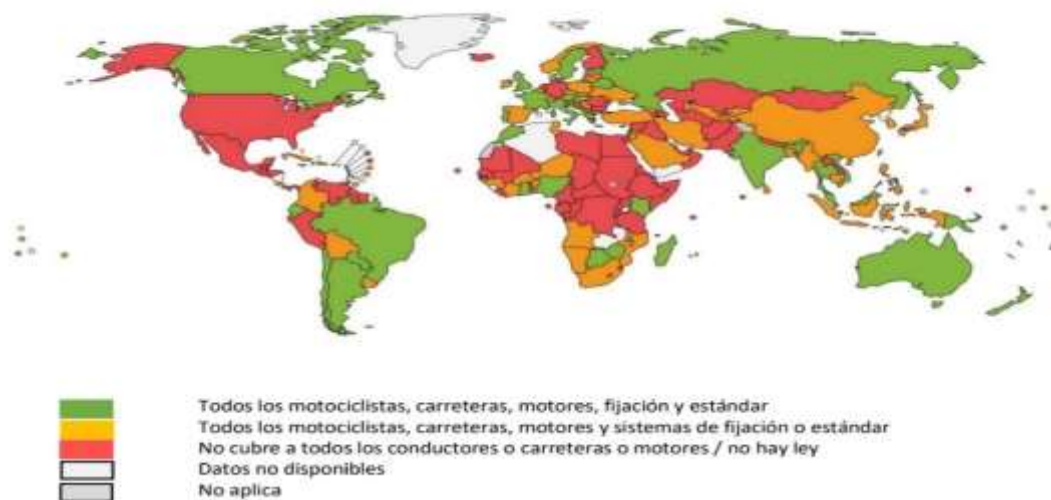 Todos los motociclistas, carreteras, motores, fijación y estándar
Todos los motociclistas, carreteras, motores y sistemas de fijación o estándar
No cubre a todos los conductores o carreteras o motores / no hay ley
Datos no disponibles
No aplica